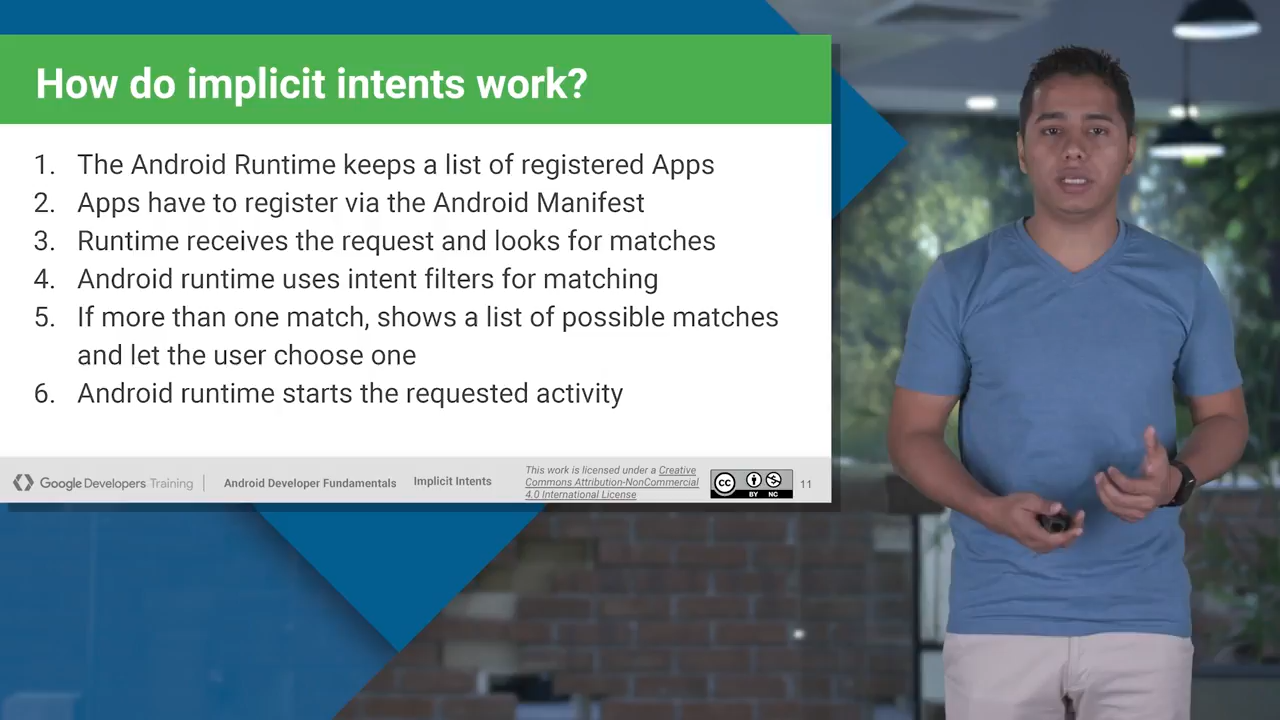 How do implicit intents work?
1. The Android Runtime keeps a list of registered Apps
2. Apps have to register via the Android Manifest
3. Runtime receives the request and looks for matches
4. Android runtime uses intent filters for matching
5. If more than one match, shows a list of possible matches
and let the user choose one
6. Android runtime starts the requested activity
Google Developers Training
Android Developer Fundamentals
Implicit Intents
This work is licensed under a Creative
Commons Attribution-NonCommercial
4.0 International License
cc
BY NC
11